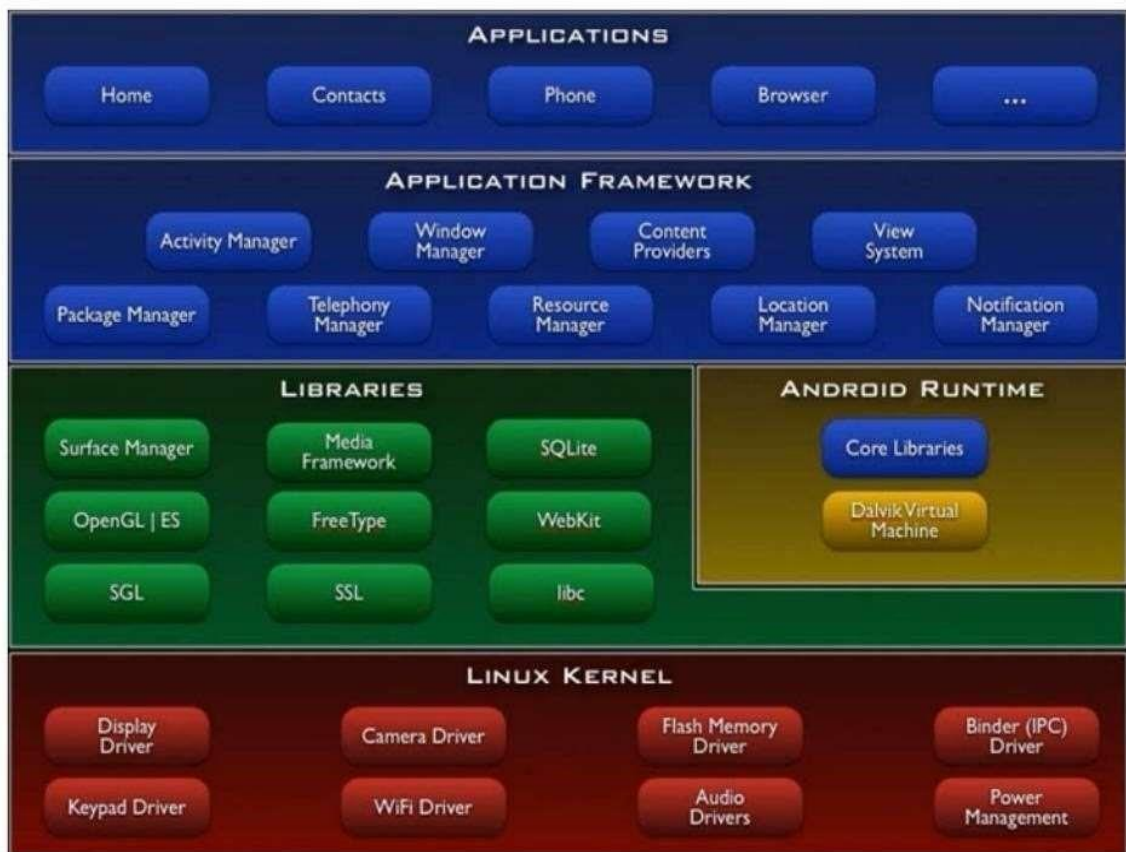 APPLICATIONS
Home
Contacts
Phone
Browser
...
APPLICATION FRAMEWORK
Activity Manager
Window
Manager
Content
Providers
View
System
Package Manager
Telephony
Manager
Resource
Manager
Location
Manager
Notification
Manager
LIBRARIES
Surface Manager
Media
Framework
SQLite
OpenGL | ES
FreeType
WebKit
SGL
SSL
libc
ANDROID RUNTIME
Core Libraries
Dalvik Virtual
Machine
LINUX KERNEL
Display
Driver
Camera Driver
Flash Memory
Driver
Binder (IPC)
Driver
Keypad Driver
WiFi Driver
Audio
Drivers
Power
Management